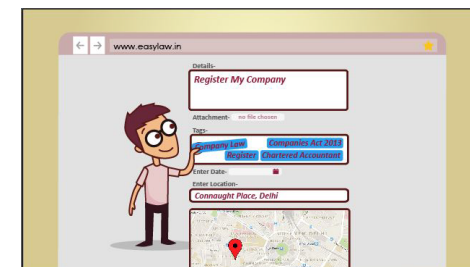 www.easylaw.in
Details-
Register My Company
Attachment- no file chosen
Tags-
Company Law Companies Act 2013
Register Chartered Accountant
Enter Date-
Enter Location-
Connaught Place, Delhi